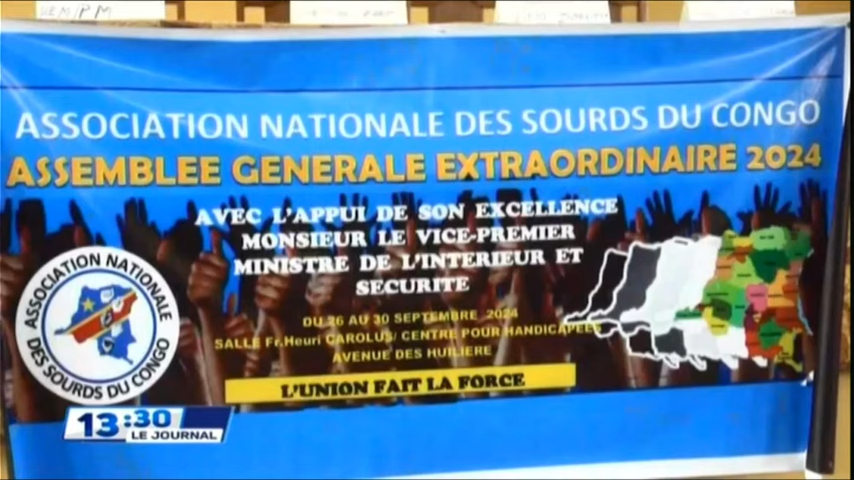 ASSOCIATION NATIONALE DES SOURDS DU CONGO
ASSEMBLEE GENERALE EXTRAORDINAIRE 2024
AVEC L'APPUI DE SON EXCELLENCE
MONSIEUR LE VICE-PREMIER
MINISTRE DE L'INTERIEUR ET
SECURITE
DU 26 AU 30 SEPTEMBRE 2024
SALLE Fr.Heuri CAROLUS/ CENTRE POUR HANDICAPEES
AVENUE DES HUILIERE
L'UNION FAIT LA FORCE
ASSOCIATION NATIONALE
DES SOURDS DU CONGO
13:30
LE JOURNAL